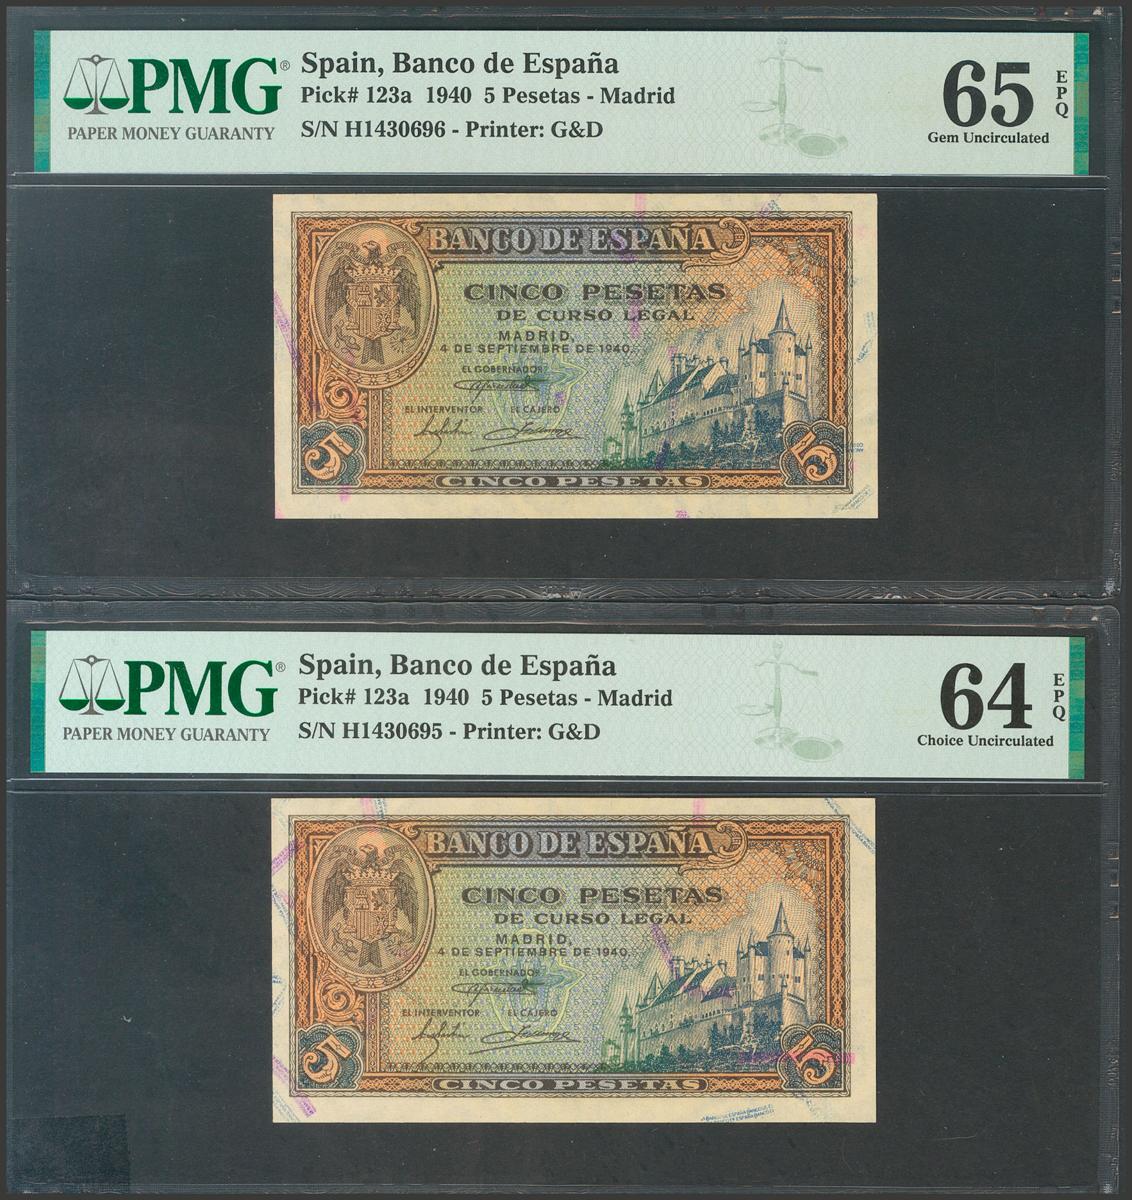 PMG®
PAPER MONEY GUARANTY
Spain, Banco de España
Pick# 123a 1940 5 Pesetas - Madrid
S/N H1430696 - Printer: G&D
65 EPQ
Gem Uncirculated
BANCO DE ESPAÑA
CINCO PESETAS
DE CURSO LEGAL
MADRID,
4 DE SEPTIEMBRE DE 1940.
EL GOBERNADOR
EL INTERVENTOR EL CAJERO
5 5
CINCO PESETAS
PMG®
PAPER MONEY GUARANTY
Spain, Banco de España
Pick# 123a 1940 5 Pesetas - Madrid
S/N H1430695 - Printer: G&D
64 EPQ
Choice Uncirculated
BANCO DE ESPAÑA
CINCO PESETAS
DE CURSO LEGAL
MADRID,
4 DE SEPTIEMBRE DE 1940.
EL GOBERNADOR
EL INTERVENTOR EL CAJERO
5 5
CINCO PESETAS